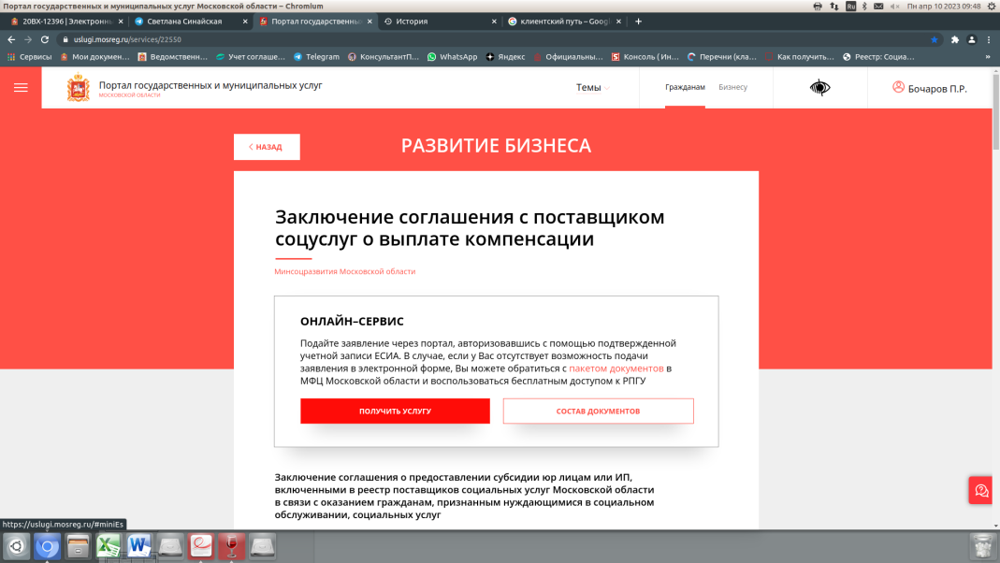 Портал государственных и муниципальных услуг Московской области – Chromium
Ru
Пн апр 10 2023 09:48
20ВХ-12396 | Электронн
Светлана Синайская
Портал государственны
История
клиентский путь – Goog
uslugi.mosreg.ru/services/22550
Сервисы
Мои докумен...
Ведомственн...
Учет соглаше...
Telegram
КонсультантП...
WhatsApp
Яндекс
Официальны...
Консоль ( Ин...
Перечни (кла...
Как получить...
Реестр: Социа...
»
Портал государственных и муниципальных услуг
МОСКОВСКОЙ ОБЛАСТИ
Темы
Гражданам
Бизнесу
Бочаров П.Р.
НАЗАД
РАЗВИТИЕ БИЗНЕСА
Заключение соглашения с поставщиком
соцуслуг о выплате компенсации
Минсоцразвития Московской области
ОНЛАЙН–СЕРВИС
Подайте заявление через портал, авторизовавшись с помощью подтвержденной
учетной записи ЕСИА. В случае, если у Вас отсутствует возможность подачи
заявления в электронной форме, Вы можете обратиться с пакетом документов в
МФЦ Московской области и воспользоваться бесплатным доступом к РПГУ
ПОЛУЧИТЬ УСЛУГУ
СОСТАВ ДОКУМЕНТОВ
Заключение соглашения о предоставлении субсидии юр лицам или ИП,
включенными в реестр поставщиков социальных услуг Московской области
в связи с оказанием гражданам, признанным нуждающимися в социальном
обслуживании, социальных услуг
https://uslugi.mosreg.ru/#miniEs